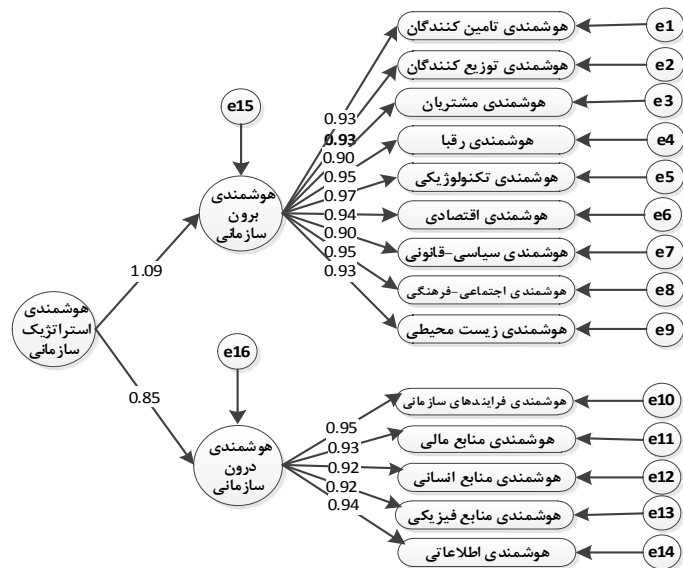 هوشمندی تامین کنندگان
e1
هوشمندی توزیع کنندگان
e2
هوشمندی مشتریان
e3
هوشمندی رقبا
e4
هوشمندی تکنولوژیکی
e5
هوشمندی اقتصادی
e6
هوشمندی سیاسی-قانونی
e7
هوشمندی اجتماعی-فرهنگی
e8
هوشمندی زیست محیطی
e9
0.93
0.93
0.90
0.95
0.97
0.94
0.90
0.95
0.93
e15
هوشمندی
برون
سازمانی
1.09
هوشمندی
استراتژیک
سازمانی
0.85
e16
هوشمندی
درون
سازمانی
0.95
0.93
0.92
0.92
0.94
هوشمندی فرایندهای سازمانی
e10
هوشمندی منابع مالی
e11
هوشمندی منابع انسانی
e12
هوشمندی منابع فیزیکی
e13
هوشمندی اطلاعاتی
e14